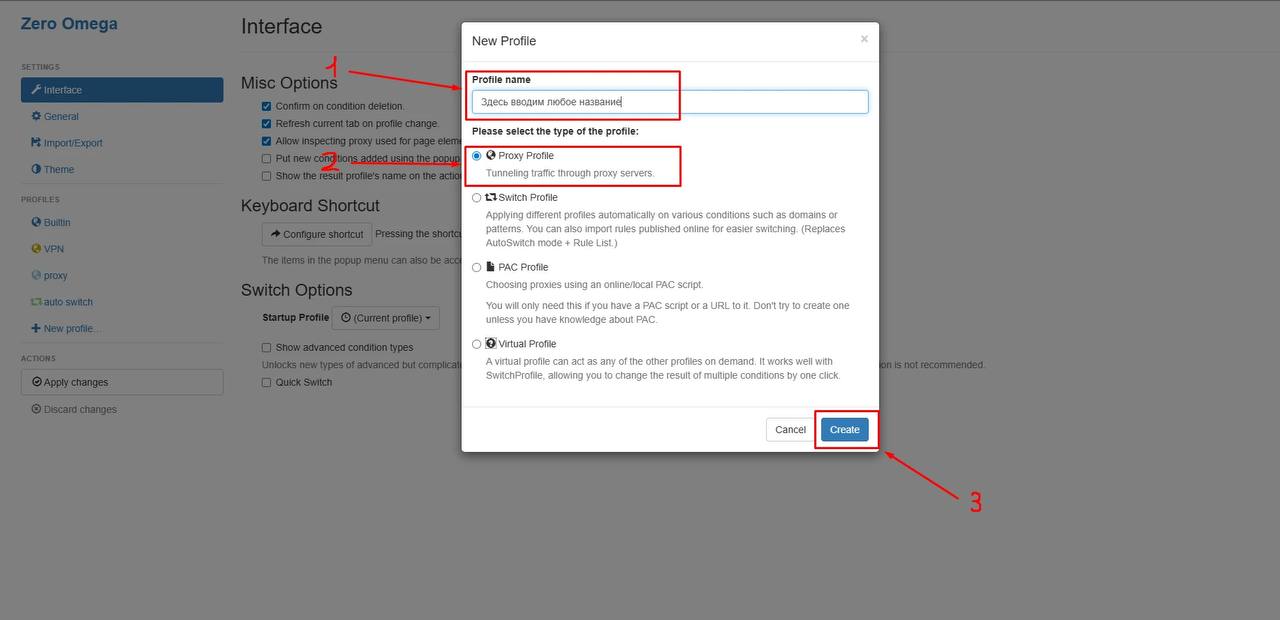 Zero Omega
SETTINGS
Interface
General
Import/Export
Theme
PROFILES
Builtin
VPN
proxy
auto switch
New profile...
ACTIONS
Apply changes
Discard changes
Interface
Misc Options
Confirm on condition deletion.
Refresh current tab on profile change.
Allow inspecting proxy used for page eleme
Put new conditions added using the popup
Show the result profile's name on the action
Keyboard Shortcut
Configure shortcut Pressing the shortcu
The items in the popup menu can also be acce
Switch Options
Startup Profile (Current profile)
Show advanced condition types
Unlocks new types of advanced but complicate
on is not recommended.
Quick Switch
New Profile
×
Profile name
Здесь вводим любое название
Please select the type of the profile:
Proxy Profile
Tunneling traffic through proxy servers.
Switch Profile
Applying different profiles automatically on various conditions such as domains or
patterns. You can also import rules published online for easier switching. (Replaces
AutoSwitch mode + Rule List.)
PAC Profile
Choosing proxies using an online/local PAC script.
You will only need this if you have a PAC script or a URL to it. Don't try to create one
unless you have knowledge about PAC.
Virtual Profile
A virtual profile can act as any of the other profiles on demand. It works well with
SwitchProfile, allowing you to change the result of multiple conditions by one click.
Cancel
Create
1
2
3